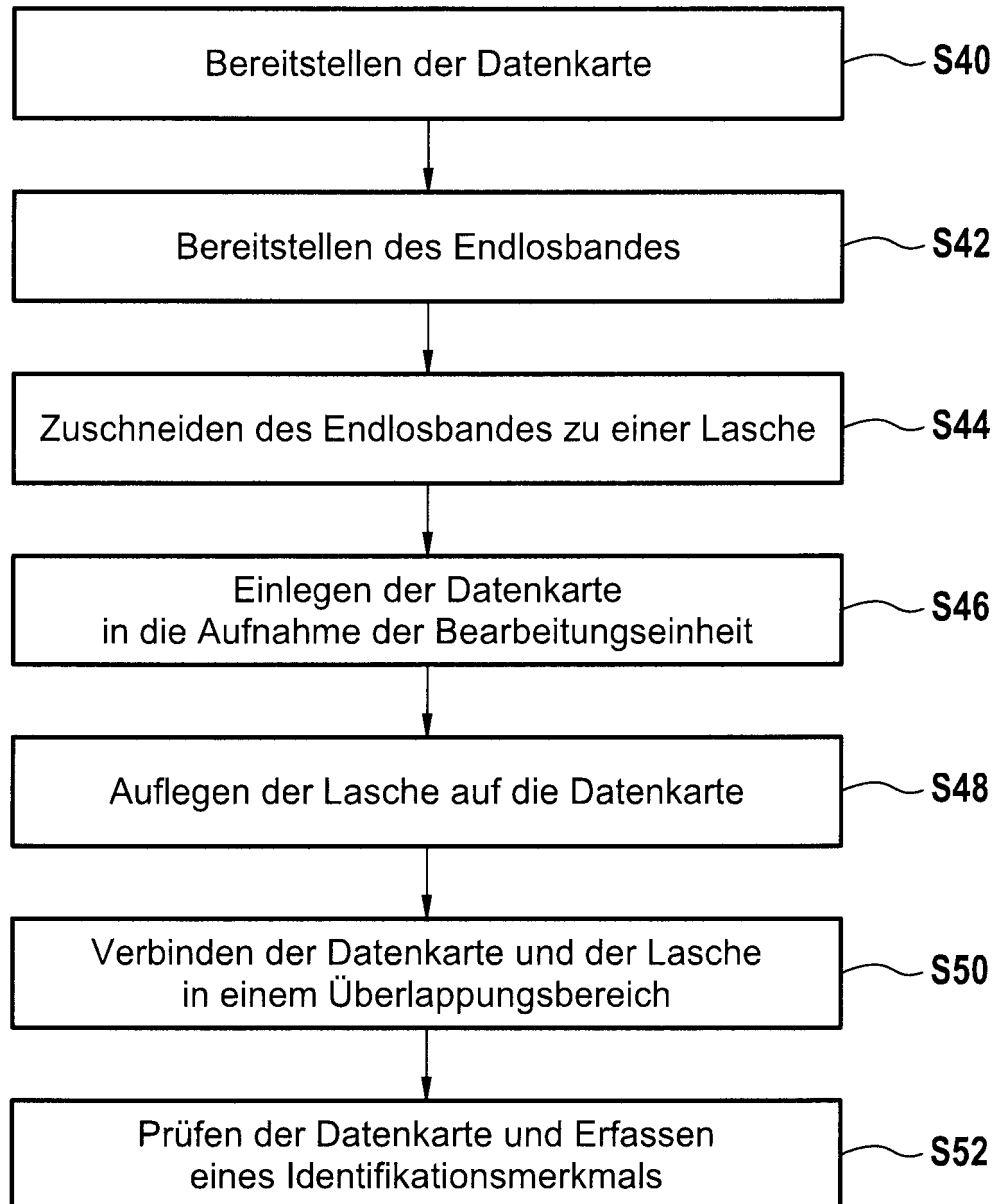 Bereitstellen der Datenkarte
S40
Bereitstellen des Endlosbandes
S42
Zuschneiden des Endlosbandes zu einer Lasche
S44
Einlegen der Datenkarte
in die Aufnahme der Bearbeitungseinheit
S46
Auflegen der Lasche auf die Datenkarte
S48
Verbinden der Datenkarte und der Lasche
in einem Überlappungsbereich
S50
Prüfen der Datenkarte und Erfassen
eines Identifikationsmerkmals
S52